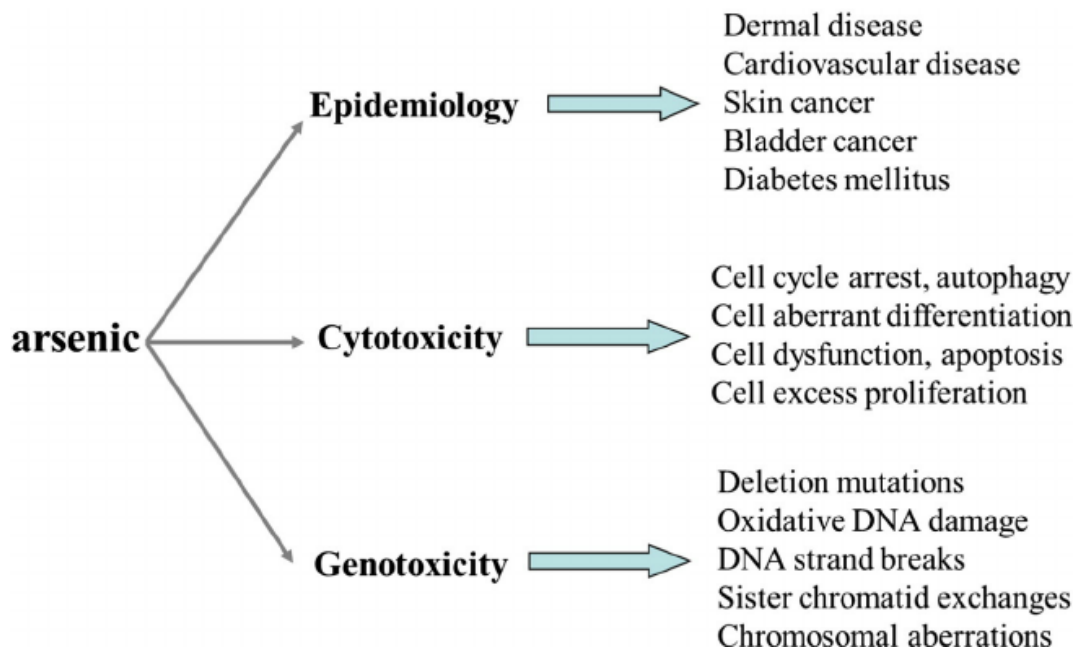 Dermal disease
Cardiovascular disease
Epidemiology
Skin cancer
Bladder cancer
Diabetes mellitus
Cell cycle arrest, autophagy
Cell aberrant differentiation
arsenic
Cytotoxicity
Cell dysfunction, apoptosis
Cell excess proliferation
Deletion mutations
Oxidative DNA damage
Genotoxicity
DNA strand breaks
Sister chromatid exchanges
Chromosomal aberrations